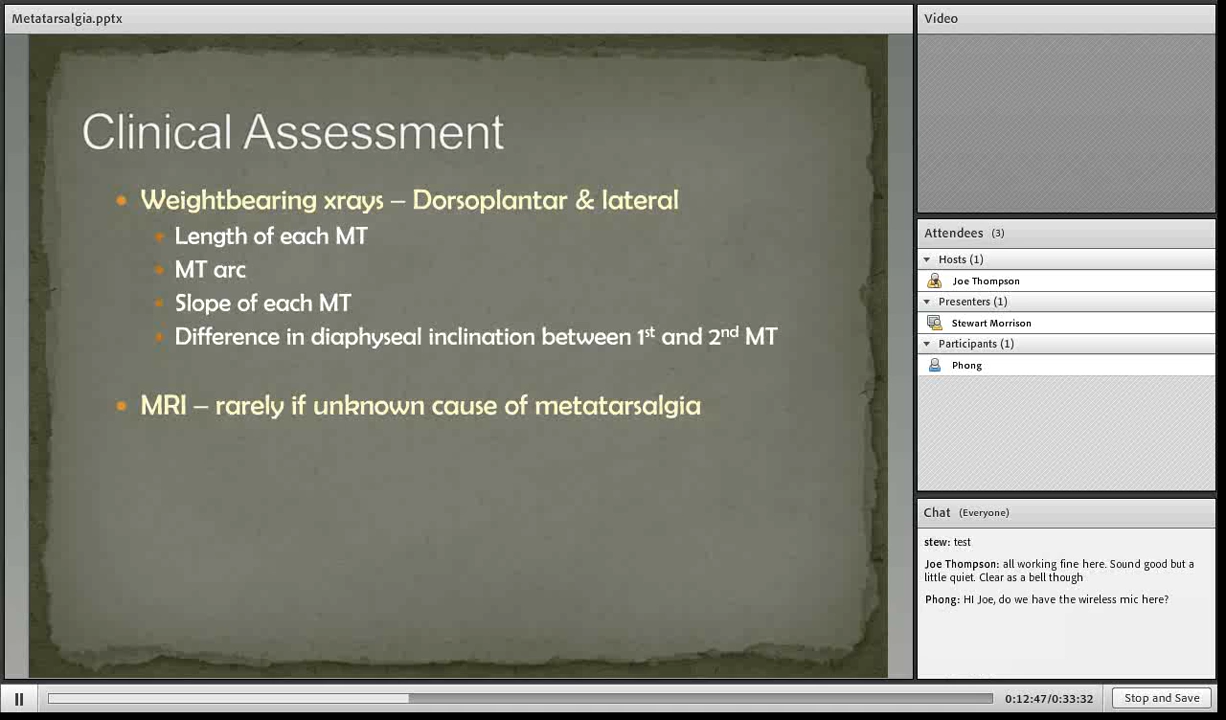 Metatarsalgia.pptx
Clinical Assessment
Weightbearing xrays – Dorsoplantar & lateral
Length of each MT
MT arc
Slope of each MT
Difference in diaphyseal inclination between 1st and 2nd MT
MRI – rarely if unknown cause of metatarsalgia
Video
Attendees (3)
Hosts (1)
Joe Thompson
Presenters (1)
Stewart Morrison
Participants (1)
Phong
Chat (Everyone)
stew: test
Joe Thompson: all working fine here. Sound good but a
little quiet. Clear as a bell though
Phong: HI Joe, do we have the wireless mic here?
0:12:47/0:33:32
Stop and Save